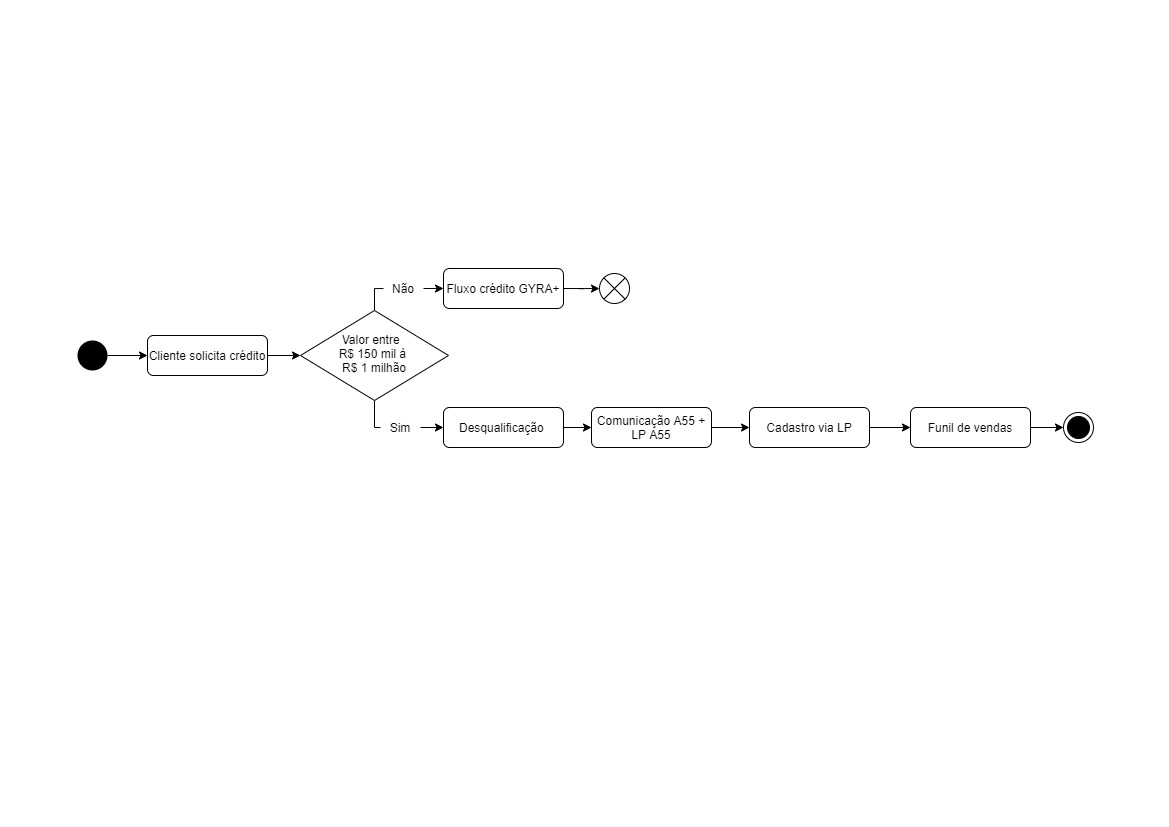 Não
Fluxo crédito GYRA+
Cliente solicita crédito
Valor entre
R$ 150 mil à
R$ 1 milhão
Sim
Desqualificação
Comunicação A55 +
LP A55
Cadastro via LP
Funil de vendas